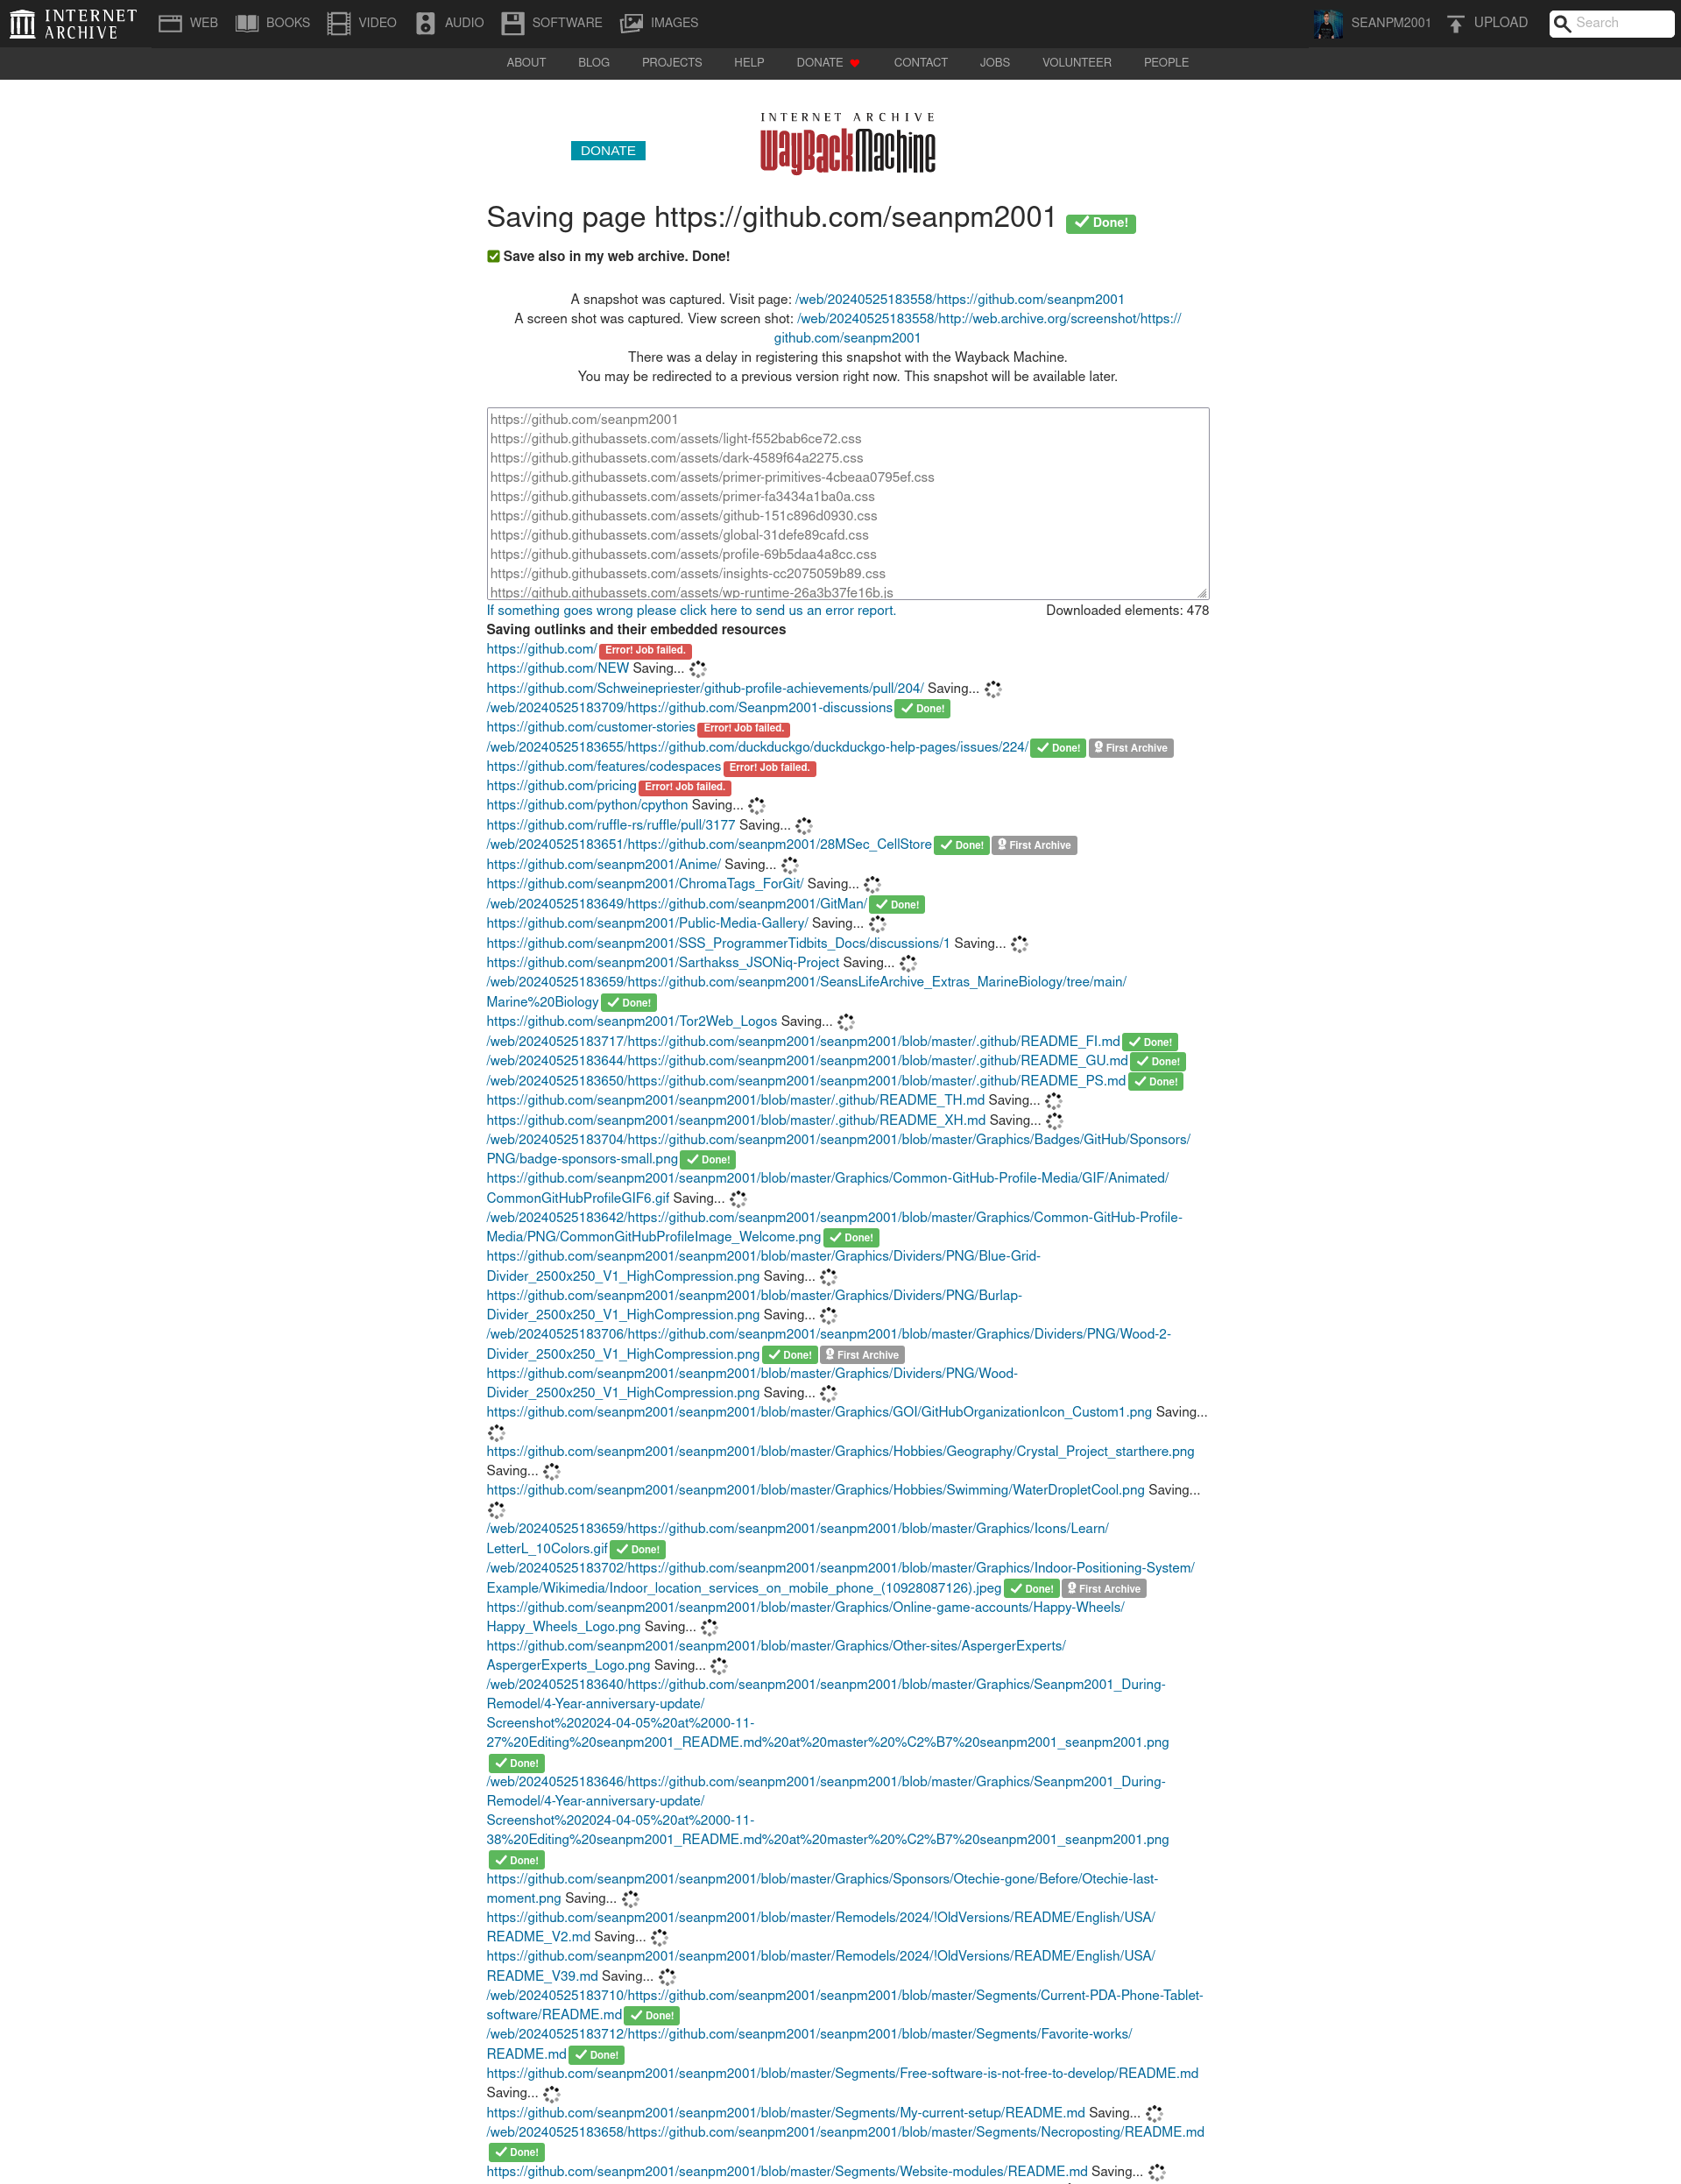 INTERNET ARCHIVE
WEB
BOOKS
VIDEO
AUDIO
SOFTWARE
IMAGES
SEANPM2001
UPLOAD
Search
ABOUT
BLOG
PROJECTS
HELP
DONATE
CONTACT
JOBS
VOLUNTEER
PEOPLE
DONATE
INTERNET ARCHIVE
WayBackMachine
Saving page https://github.com/seanpm2001 Done!
Save also in my web archive. Done!
A snapshot was captured. Visit page: /web/20240525183558/https://github.com/seanpm2001
A screen shot was captured. View screen shot: /web/20240525183558/http://web.archive.org/screenshot/https://
github.com/seanpm2001
There was a delay in registering this snapshot with the Wayback Machine.
You may be redirected to a previous version right now. This snapshot will be available later.
https://github.com/seanpm2001
https://github.githubassets.com/assets/light-f552bab6ce72.css
https://github.githubassets.com/assets/dark-4589f64a2275.css
https://github.githubassets.com/assets/primer-primitives-4cbeaa0795ef.css
https://github.githubassets.com/assets/primer-fa3434a1ba0a.css
https://github.githubassets.com/assets/github-151c896d0930.css
https://github.githubassets.com/assets/global-31defe89cafd.css
https://github.githubassets.com/assets/profile-69b5daa4a8cc.css
https://github.githubassets.com/assets/insights-cc2075059b89.css
https://github.githubassets.com/assets/wp-runtime-26a3b37fe16b.js
If something goes wrong please click here to send us an error report. Downloaded elements: 478
Saving outlinks and their embedded resources
https://github.com/ Error! Job failed.
https://github.com/NEW Saving...
https://github.com/Schweinepriester/github-profile-achievements/pull/204/ Saving...
/web/20240525183709/https://github.com/Seanpm2001-discussions Done!
https://github.com/customer-stories Error! Job failed.
/web/20240525183655/https://github.com/duckduckgo/duckduckgo-help-pages/issues/224/ Done! First Archive
https://github.com/features/codespaces Error! Job failed.
https://github.com/pricing Error! Job failed.
https://github.com/python/cpython Saving...
https://github.com/ruffle-rs/ruffle/pull/3177 Saving...
/web/20240525183651/https://github.com/seanpm2001/28MSec_CellStore Done! First Archive
https://github.com/seanpm2001/Anime/ Saving...
https://github.com/seanpm2001/ChromaTags_ForGit/ Saving...
/web/20240525183649/https://github.com/seanpm2001/GitMan/ Done!
https://github.com/seanpm2001/Public-Media-Gallery/ Saving...
https://github.com/seanpm2001/SSS_ProgrammerTidbits_Docs/discussions/1 Saving...
https://github.com/seanpm2001/Sarthakss_JSONiq-Project Saving...
/web/20240525183659/https://github.com/seanpm2001/SeansLifeArchive_Extras_MarineBiology/tree/main/
Marine%20Biology Done!
https://github.com/seanpm2001/Tor2Web_Logos Saving...
/web/20240525183717/https://github.com/seanpm2001/seanpm2001/blob/master/.github/README_FI.md Done!
/web/20240525183644/https://github.com/seanpm2001/seanpm2001/blob/master/.github/README_GU.md Done!
/web/20240525183650/https://github.com/seanpm2001/seanpm2001/blob/master/.github/README_PS.md Done!
https://github.com/seanpm2001/seanpm2001/blob/master/.github/README_TH.md Saving...
https://github.com/seanpm2001/seanpm2001/blob/master/.github/README_XH.md Saving...
/web/20240525183704/https://github.com/seanpm2001/seanpm2001/blob/master/Graphics/Badges/GitHub/Sponsors/
PNG/badge-sponsors-small.png Done!
https://github.com/seanpm2001/seanpm2001/blob/master/Graphics/Common-GitHub-Profile-Media/GIF/Animated/
CommonGitHubProfileGIF6.gif Saving...
/web/20240525183642/https://github.com/seanpm2001/seanpm2001/blob/master/Graphics/Common-GitHub-Profile-
Media/PNG/CommonGitHubProfileImage_Welcome.png Done!
https://github.com/seanpm2001/seanpm2001/blob/master/Graphics/Dividers/PNG/Blue-Grid-
Divider_2500x250_V1_HighCompression.png Saving...
https://github.com/seanpm2001/seanpm2001/blob/master/Graphics/Dividers/PNG/Burlap-
Divider_2500x250_V1_HighCompression.png Saving...
/web/20240525183706/https://github.com/seanpm2001/seanpm2001/blob/master/Graphics/Dividers/PNG/Wood-2-
Divider_2500x250_V1_HighCompression.png Done! First Archive
https://github.com/seanpm2001/seanpm2001/blob/master/Graphics/Dividers/PNG/Wood-
Divider_2500x250_V1_HighCompression.png Saving...
https://github.com/seanpm2001/seanpm2001/blob/master/Graphics/GOI/GitHubOrganizationIcon_Custom1.png Saving...
https://github.com/seanpm2001/seanpm2001/blob/master/Graphics/Hobbies/Geography/Crystal_Project_starthere.png
Saving...
https://github.com/seanpm2001/seanpm2001/blob/master/Graphics/Hobbies/Swimming/WaterDropletCool.png Saving...
/web/20240525183659/https://github.com/seanpm2001/seanpm2001/blob/master/Graphics/Icons/Learn/
LetterL_10Colors.gif Done!
/web/20240525183702/https://github.com/seanpm2001/seanpm2001/blob/master/Graphics/Indoor-Positioning-System/
Example/Wikimedia/Indoor_location_services_on_mobile_phone_(10928087126).jpeg Done! First Archive
https://github.com/seanpm2001/seanpm2001/blob/master/Graphics/Online-game-accounts/Happy-Wheels/
Happy_Wheels_Logo.png Saving...
https://github.com/seanpm2001/seanpm2001/blob/master/Graphics/Other-sites/AspergerExperts/
AspergerExperts_Logo.png Saving...
/web/20240525183640/https://github.com/seanpm2001/seanpm2001/blob/master/Graphics/Seanpm2001_During-
Remodel/4-Year-anniversary-update/
Screenshot%202024-04-05%20at%2000-11-
27%20Editing%20seanpm2001_README.md%20at%20master%20%C2%B7%20seanpm2001_seanpm2001.png
Done!
/web/20240525183646/https://github.com/seanpm2001/seanpm2001/blob/master/Graphics/Seanpm2001_During-
Remodel/4-Year-anniversary-update/
Screenshot%202024-04-05%20at%2000-11-
38%20Editing%20seanpm2001_README.md%20at%20master%20%C2%B7%20seanpm2001_seanpm2001.png
Done!
https://github.com/seanpm2001/seanpm2001/blob/master/Graphics/Sponsors/Otechie-gone/Before/Otechie-last-
moment.png Saving...
https://github.com/seanpm2001/seanpm2001/blob/master/Remodels/2024/!OldVersions/README/English/USA/
README_V2.md Saving...
https://github.com/seanpm2001/seanpm2001/blob/master/Remodels/2024/!OldVersions/README/English/USA/
README_V39.md Saving...
/web/20240525183710/https://github.com/seanpm2001/seanpm2001/blob/master/Segments/Current-PDA-Phone-Tablet-
software/README.md Done!
/web/20240525183712/https://github.com/seanpm2001/seanpm2001/blob/master/Segments/Favorite-works/
README.md Done!
https://github.com/seanpm2001/seanpm2001/blob/master/Segments/Free-software-is-not-free-to-develop/README.md
Saving...
https://github.com/seanpm2001/seanpm2001/blob/master/Segments/My-current-setup/README.md Saving...
/web/20240525183658/https://github.com/seanpm2001/seanpm2001/blob/master/Segments/Necroposting/README.md
Done!
https://github.com/seanpm2001/seanpm2001/blob/master/Segments/Website-modules/README.md Saving...